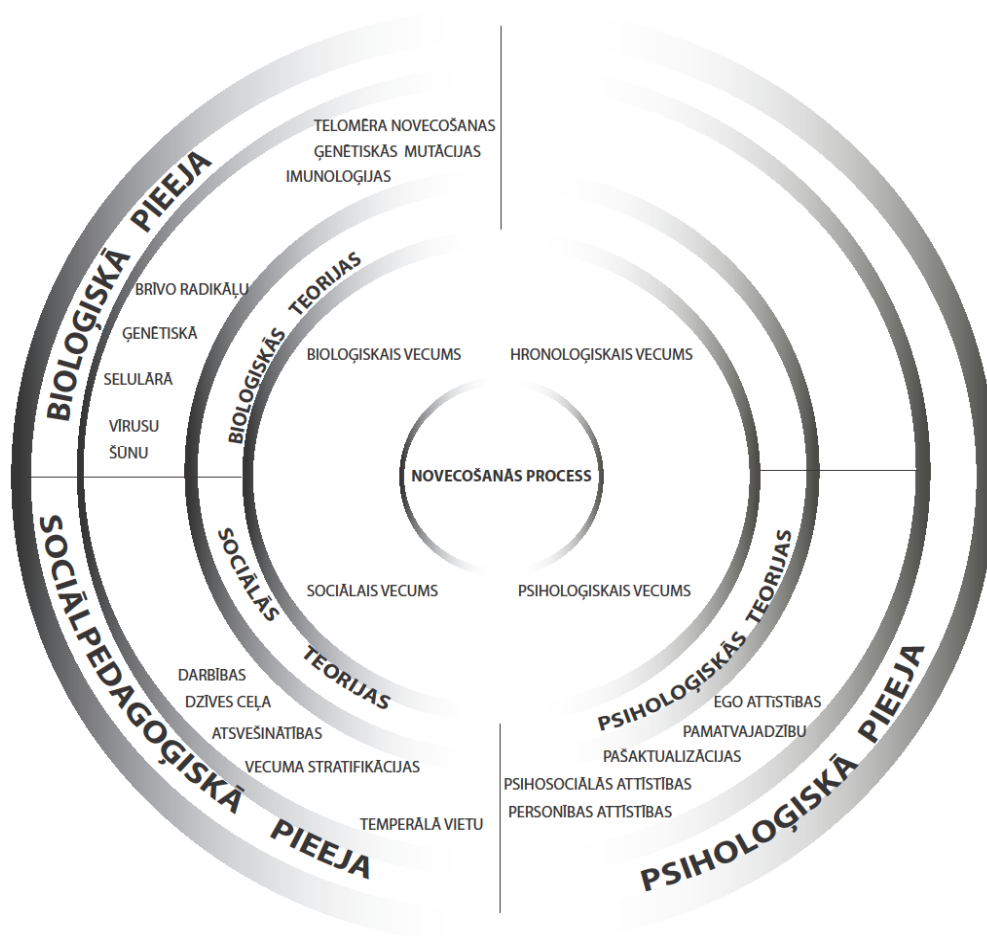 TELOMĒRA NOVECOŠANAS
ĢENĒTISKĀS MUTĀCIJAS
IMUNOLOĢIJAS
BIOLOĢISKĀ PIEEJA
BRĪVO RADIKĀĻU
ĢENĒTISKĀ
SELULĀRĀ
VĪRUSU
ŠŪNU
BIOLOĢISKĀS TEORIJAS
BIOLOĢISKAIS VECUMS
HRONOLOĢISKAIS VECUMS
NOVECOŠANĀS PROCESS
SOCIĀLAIS VECUMS
PSIHOLOĢISKAIS VECUMS
SOCIĀLĀS TEORIJAS
PSIHOLOĢISKĀS TEORIJAS
SOCIĀLPEDAGOĢISKĀ PIEEJA
DARBĪBAS
DZĪVES CEĻA
ATSVEŠINĀTĪBAS
VECUMA STRATIFIKĀCIJAS
TEMPERĀLĀ VIETU
EGO ATTīSTīBAS
PAMATVAJADZĪBU
PAŠAKTUALIZĀCIJAS
PSIHOSOCIĀLĀS ATTĪSTĪBAS
PERSONĪBAS ATTĪSTĪBAS
PSIHOLOĢISKĀ PIEEJA